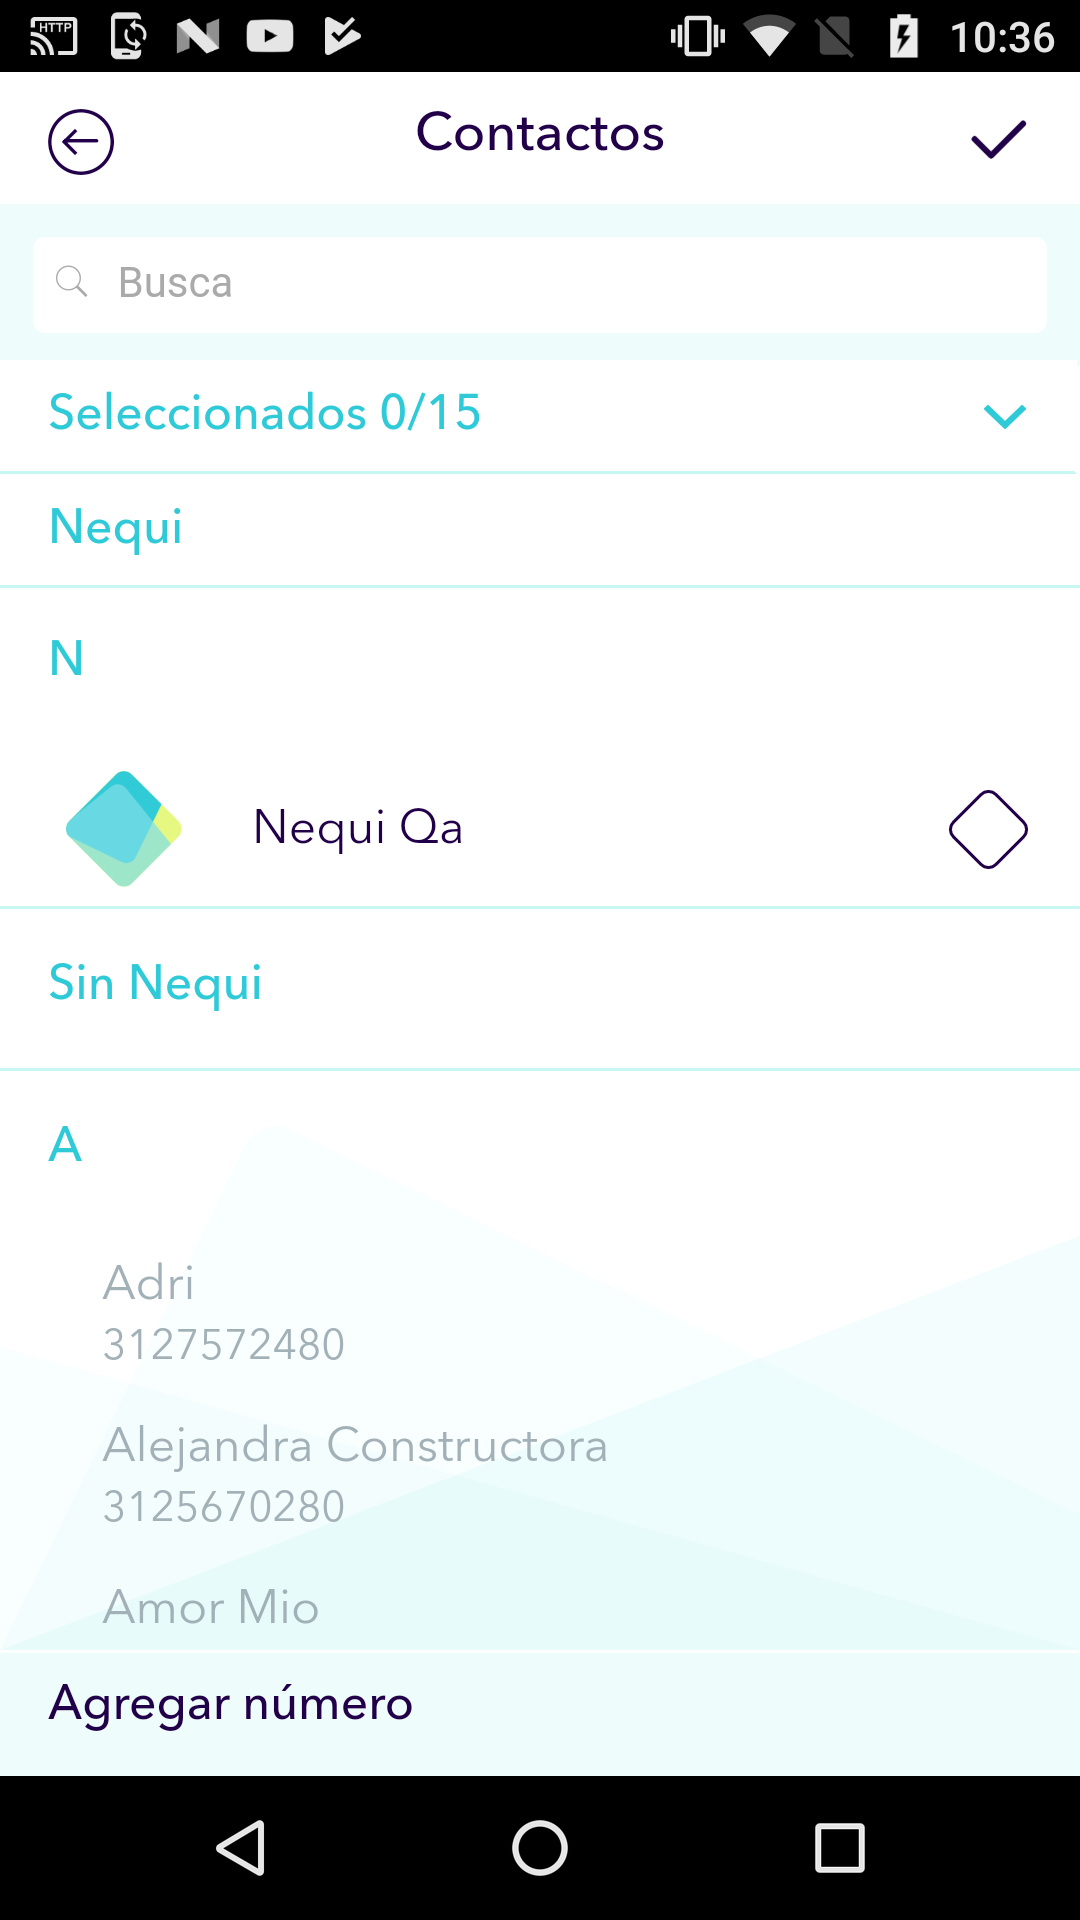 HTTP
10:36
Contactos
Busca
Seleccionados 0/15
Nequi
N
Nequi Qa
Sin Nequi
A
Adri
3127572480
Alejandra Constructora
3125670280
Amor Mio
Agregar número